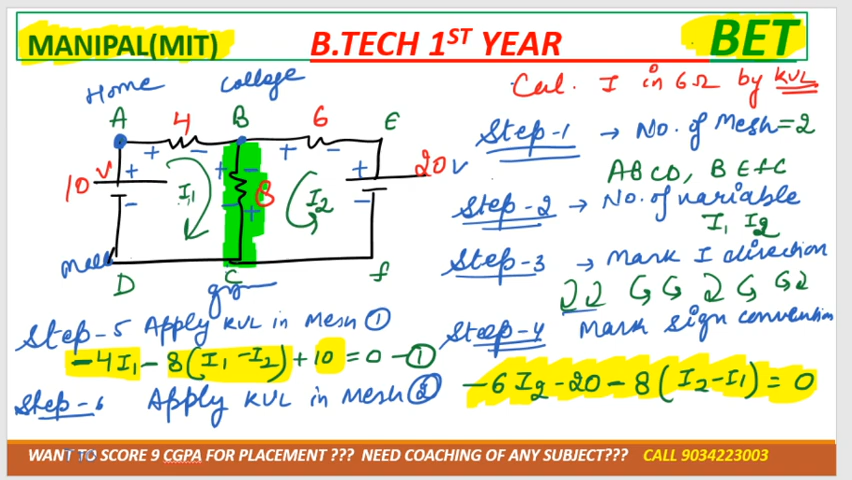 MANIPAL(MIT)
B.TECH 1ST YEAR
BET
Home
College
Cal. I in 6Ω by KVL
A
4
B
6
E
Step-1 → No. of Mesh=2
ABCD, BEFC
10V
+ - + -
I1
8
I2
20V
Step-2 → No. of variable
I1 I2
Step-3 → Mark I direction
D
C
f
Step-4 Mark sign convention
Step-5 Apply KVL in Mesh 1
-4I1 - 8(I1 - I2) + 10 = 0 - 1
-6I2 - 20 - 8(I2 - I1) = 0
Step-6 Apply KVL in Mesh 2
WANT TO SCORE 9 CGPA FOR PLACEMENT ??? NEED COACHING OF ANY SUBJECT??? CALL 9034223003